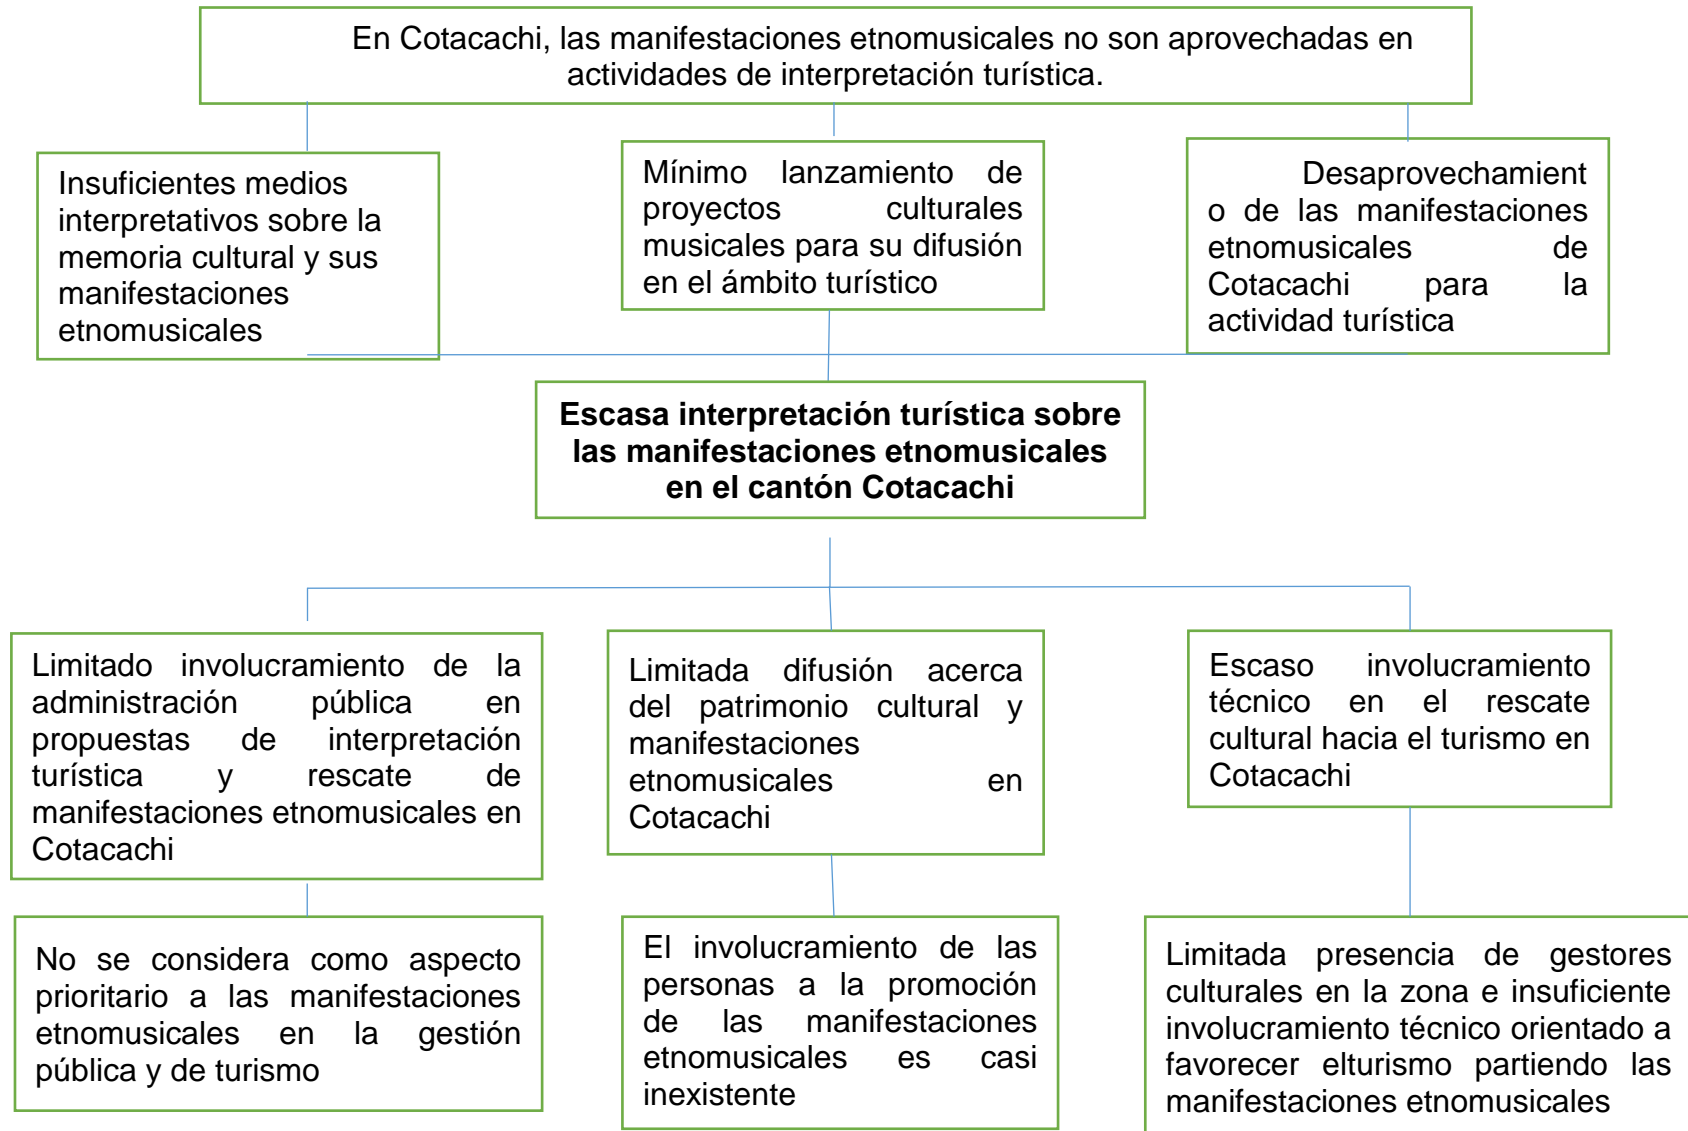 En Cotacachi, las manifestaciones etnomusicales no son aprovechadas en
actividades de interpretación turística.
Insuficientes medios
interpretativos sobre la
memoria cultural y sus
manifestaciones
etnomusicales
Mínimo lanzamiento de
proyectos culturales
musicales para su difusión
en el ámbito turístico
Desaprovechamient
o de las manifestaciones
etnomusicales de
Cotacachi para la
actividad turística
Escasa interpretación turística sobre
las manifestaciones etnomusicales
en el cantón Cotacachi
Limitado involucramiento de la
administración pública en
propuestas de interpretación
turística y rescate de
manifestaciones etnomusicales en
Cotacachi
Limitada difusión acerca
del patrimonio cultural y
manifestaciones
etnomusicales en
Cotacachi
Escaso involucramiento
técnico en el rescate
cultural hacia el turismo en
Cotacachi
No se considera como aspecto
prioritario a las manifestaciones
etnomusicales en la gestión
pública y de turismo
El involucramiento de las
personas a la promoción
de las manifestaciones
etnomusicales es casi
inexistente
Limitada presencia de gestores
culturales en la zona e insuficiente
involucramiento técnico orientado a
favorecer elturismo partiendo las
manifestaciones etnomusicales